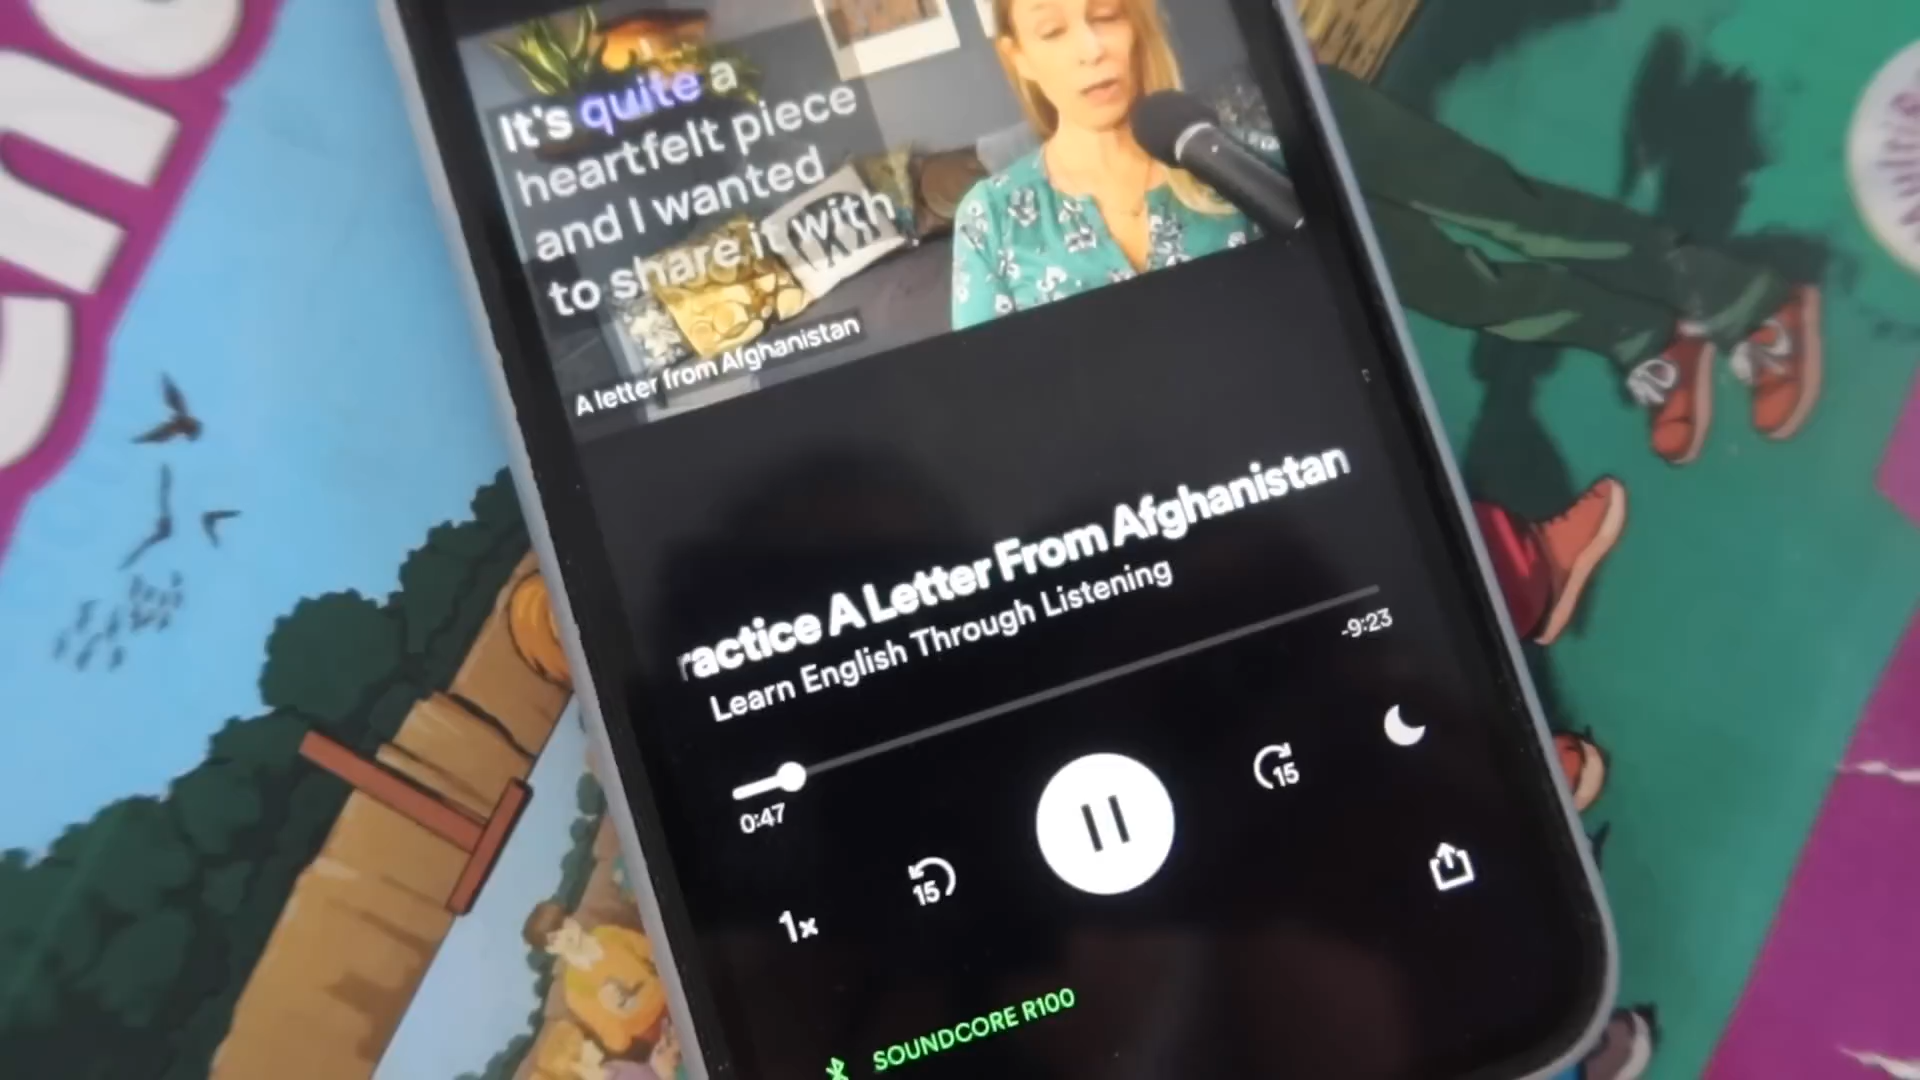 It's quite a
heartfelt piece
and I wanted
to share it with
A letter from Afghanistan
ractice A Letter From Afghanistan
Learn English Through Listening
-9:23
0:47
15
15
1x
SOUNDCORE R100